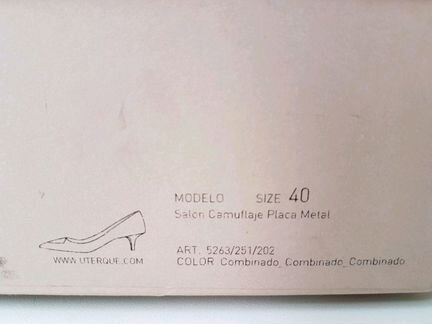 MODELO SIZE 40
Salon Camuflaje Placa Metal
ART. 5263/251/202
WWW.UTERQUE.COM
COLOR Combinado_Combinado_Combinado